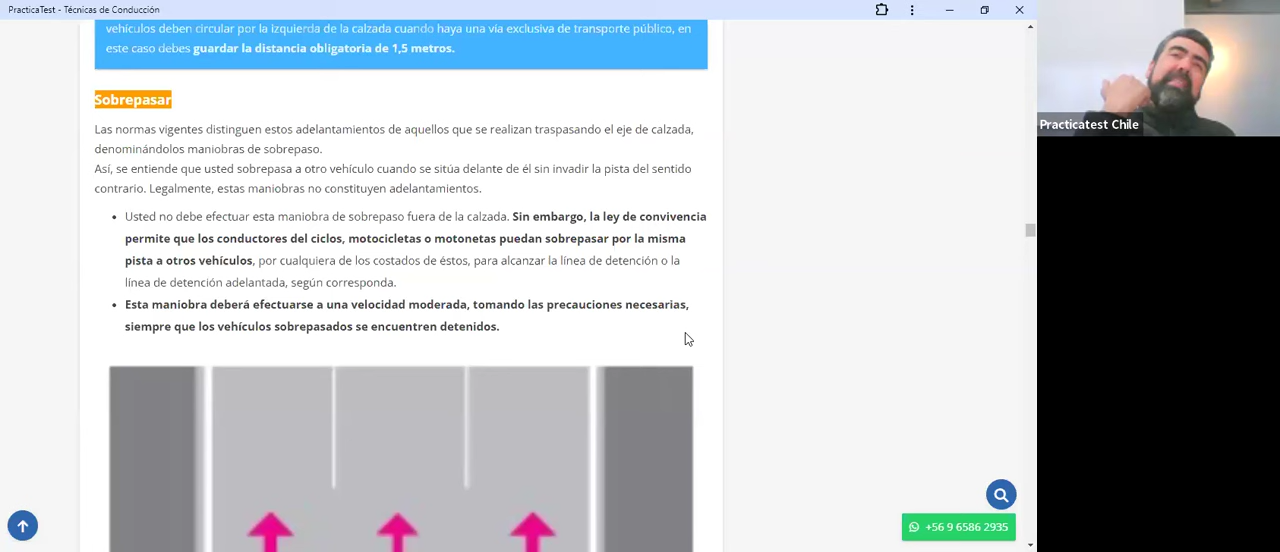 PracticaTest - Técnicas de Conducción
vehículos deben circular por la izquierda de la calzada cuando haya una vía exclusiva de transporte público, en
este caso debes guardar la distancia obligatoria de 1,5 metros.
Sobrepasar
Las normas vigentes distinguen estos adelantamientos de aquellos que se realizan traspasando el eje de calzada,
denominándolos maniobras de sobrepaso.
Así, se entiende que usted sobrepasa a otro vehículo cuando se sitúa delante de él sin invadir la pista del sentido
contrario. Legalmente, estas maniobras no constituyen adelantamientos.
• Usted no debe efectuar esta maniobra de sobrepaso fuera de la calzada. Sin embargo, la ley de convivencia
permite que los conductores del ciclos, motocicletas o motonetas puedan sobrepasar por la misma
pista a otros vehículos, por cualquiera de los costados de éstos, para alcanzar la línea de detención o la
línea de detención adelantada, según corresponda.
• Esta maniobra deberá efectuarse a una velocidad moderada, tomando las precauciones necesarias,
siempre que los vehículos sobrepasados se encuentren detenidos.
Practicatest Chile
+56 9 6586 2935